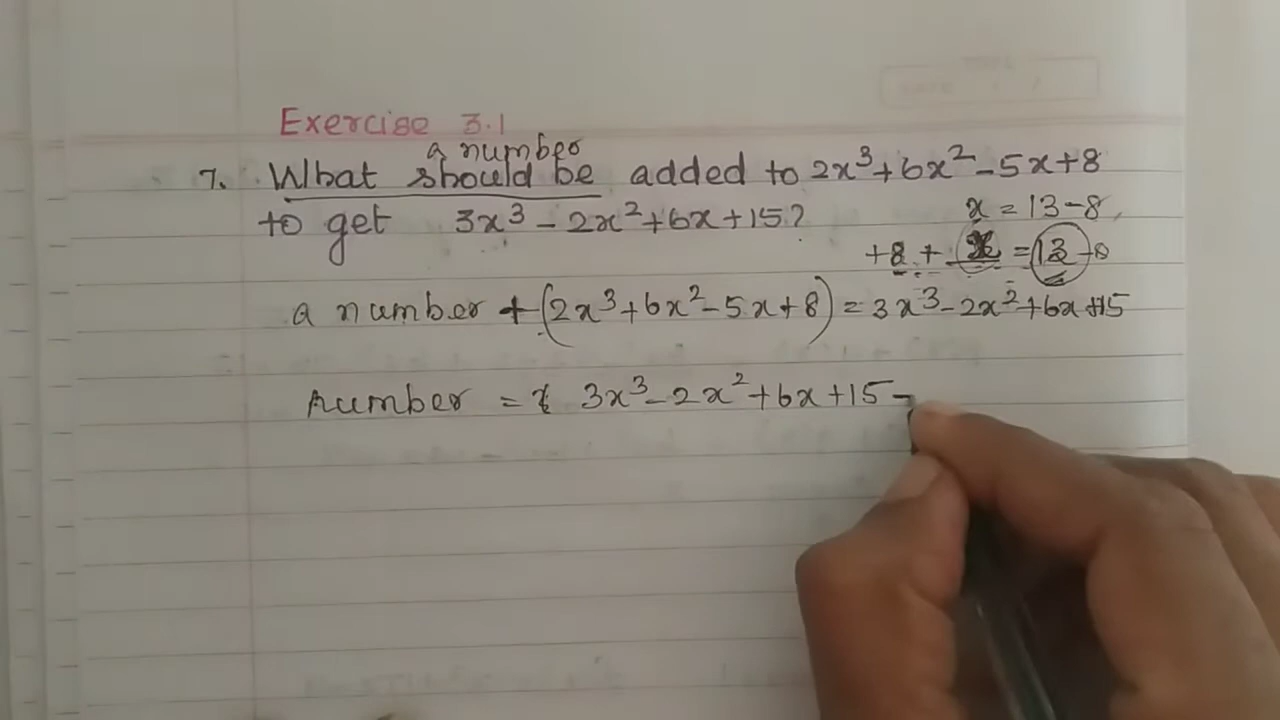 Exercise 3.1
a number
7. What should be added to 2x³+6x²-5x+8
to get 3x³-2x²+6x+15?
x = 13-8
+8 + x = 13-8
a number + (2x³+6x²-5x+8) = 3x³-2x²+6x+15
number = 3x³-2x²+6x+15-